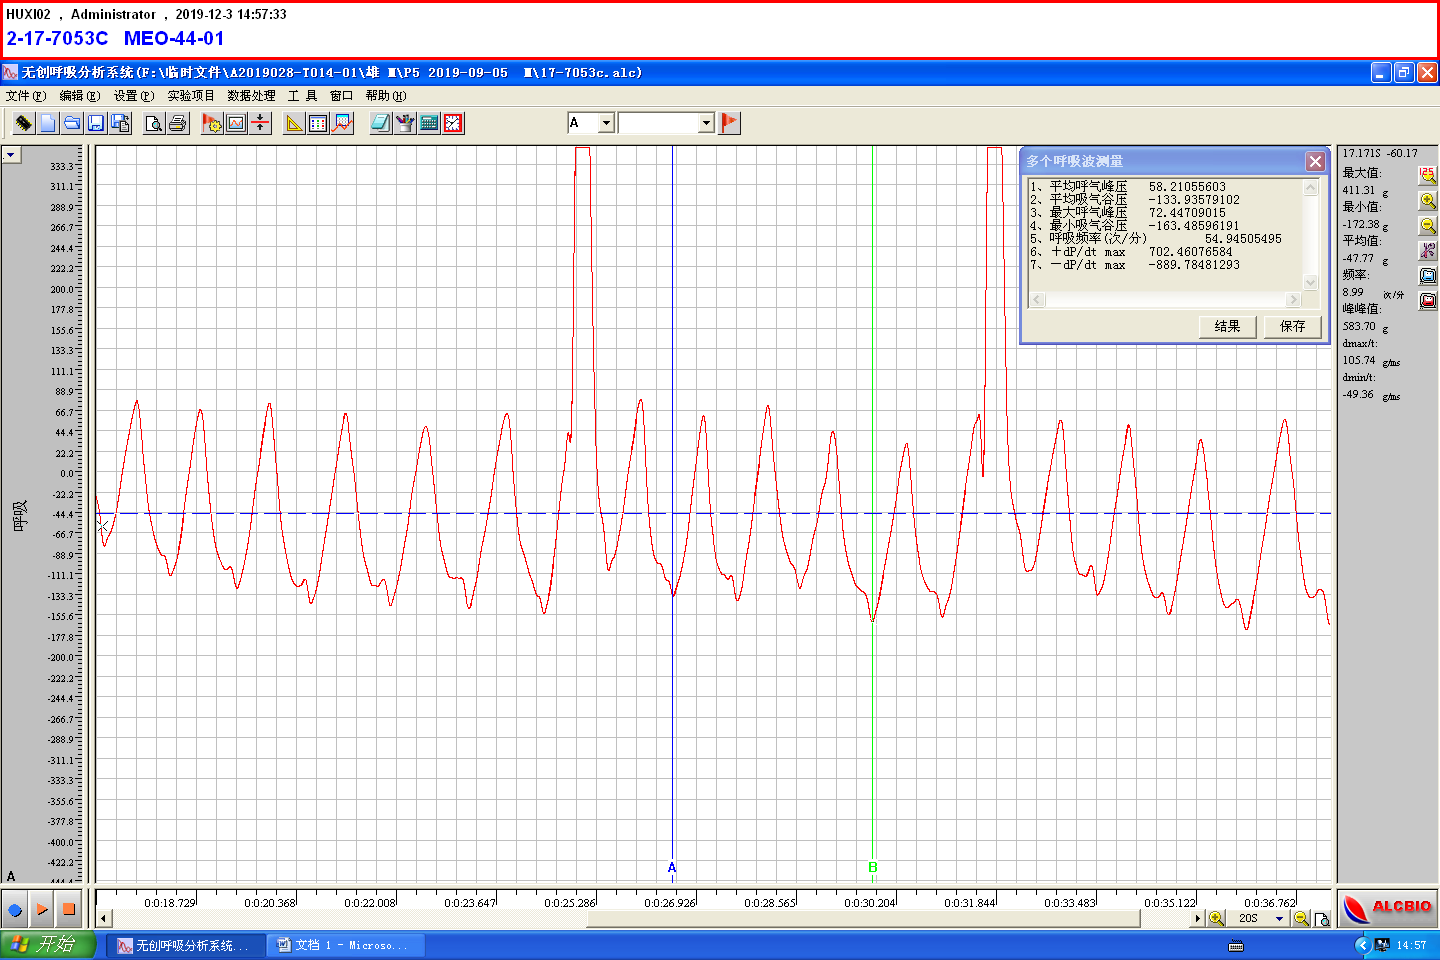 HUXI02 , Administrator , 2019-12-3 14:57:33
2-17-7053C MEO-44-01
无创呼吸分析系统(F:\临时文件\A2019028-T014-01\雄 M\P5 2019-09-05 M\17-7053c.alc)
文件(F) 编辑(E) 设置(P) 实验项目 数据处理 工 具 窗口 帮助(H)
A
333.3
311.1
288.9
266.7
244.4
222.2
200.0
177.8
155.6
133.3
111.1
88.9
66.7
44.4
22.2
0.0
-22.2
-44.4
-66.7
-88.9
-111.1
-133.3
-155.6
-177.8
-200.0
-222.2
-244.4
-266.7
-288.9
-311.1
-333.3
-355.6
-377.8
-400.0
-422.2
-444.4
呼吸
A
A
B
多个呼吸波测量
1、平均呼气峰压 58.21055603
2、平均吸气谷压 -133.93579102
3、最大呼气峰压 72.44709015
4、最小吸气谷压 -163.48596191
5、呼吸频率(次/分) 54.94505495
6、＋dP/dt max 702.46076584
7、－dP/dt max -889.78481293
结果 保存
17.171S -60.17
最大值:
411.31 g
最小值:
-172.38 g
平均值:
-47.77 g
频率:
8.99 次/分
峰峰值:
583.70 g
dmax/t:
105.74 g/ms
dmin/t:
-49.36 g/ms
125
0:0:18.729 0:0:20.368 0:0:22.008 0:0:23.647 0:0:25.286 0:0:26.926 0:0:28.565 0:0:30.204 0:0:31.844 0:0:33.483 0:0:35.122 0:0:36.762
20S
ALCBIO
开始 无创呼吸分析系统... 文档 1 - Microso... 14:57